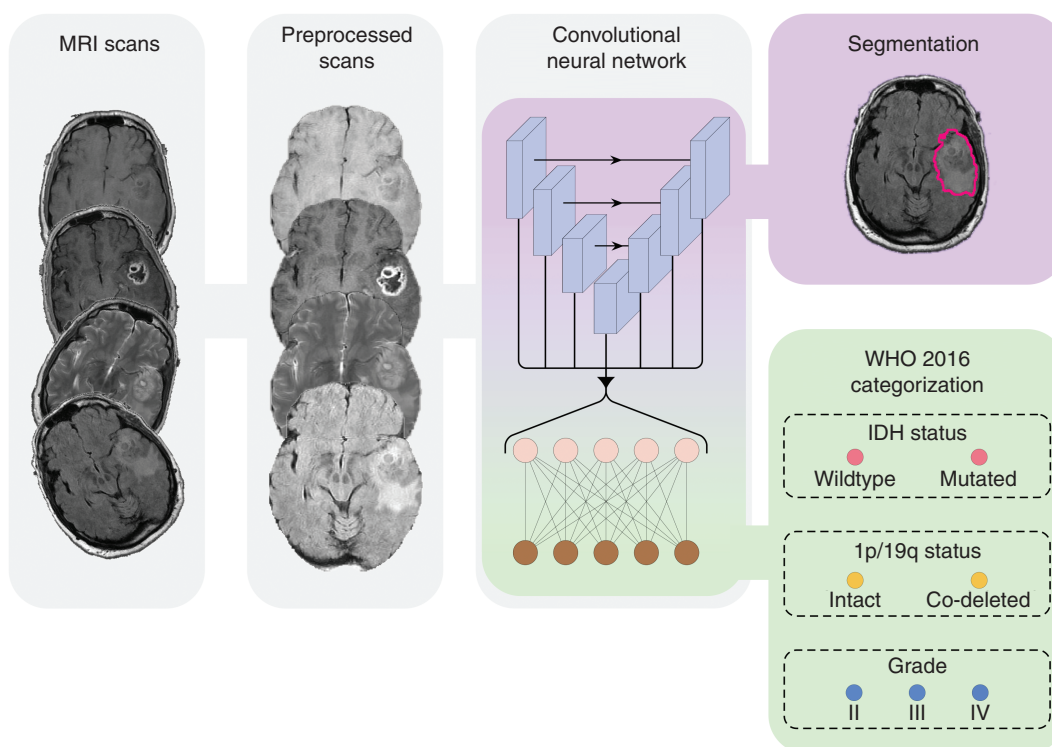 MRI scans
Preprocessed
scans
Convolutional
neural network
Segmentation
WHO 2016
categorization
IDH status
Wildtype
Mutated
1p/19q status
Intact
Co-deleted
Grade
II
III
IV